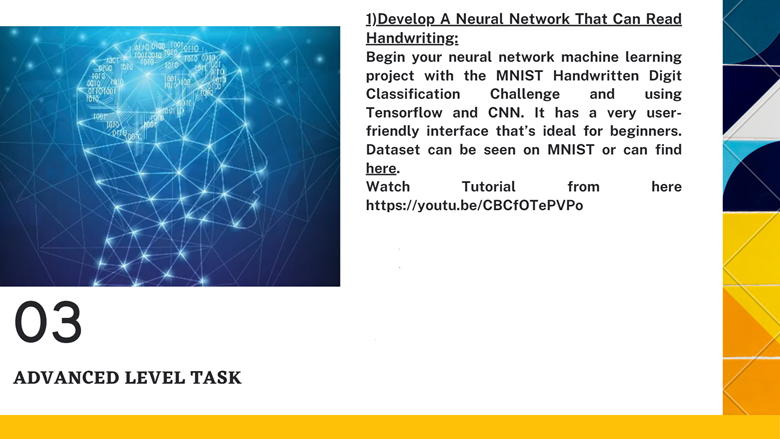 1)Develop A Neural Network That Can Read
Handwriting:
Begin your neural network machine learning
project with the MNIST Handwritten Digit
Classification Challenge and using
Tensorflow and CNN. It has a very user-
friendly interface that's ideal for beginners.
Dataset can be seen on MNIST or can find
here.
Watch Tutorial from here
https://youtu.be/CBCfOTePVPo
03
ADVANCED LEVEL TASK